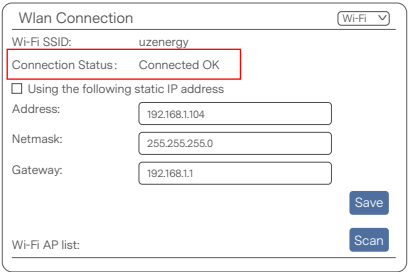 Wlan Connection Wi-Fi
Wi-Fi SSID: uzenergy
Connection Status: Connected OK
Using the following static IP address
Address: 192.168.1.104
Netmask: 255.255.255.0
Gateway: 192.168.1.1
Save
Wi-Fi AP list: Scan